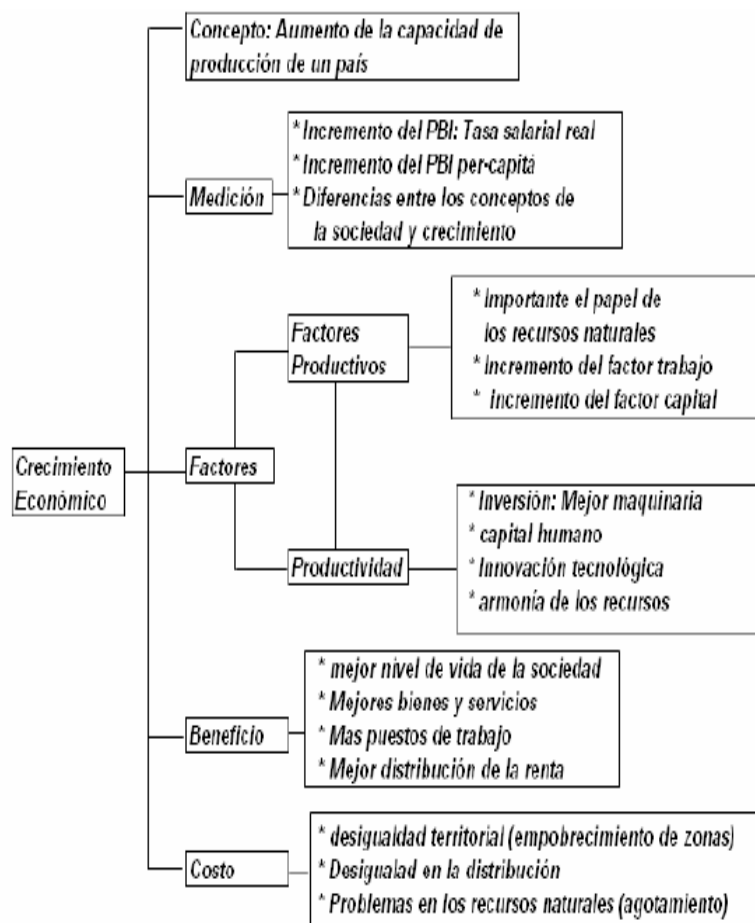 Concepto: Aumento de la capacidad de
producción de un país
Medición
* Incremento del PBI: Tasa salarial real
* Incremento del PBI per-capitá
* Diferencias entre los conceptos de
la sociedad y crecimiento
Crecimiento
Económico
Factores
Factores
Productivos
* Importante el papel de
los recursos naturales
* Incremento del factor trabajo
* incremento del factor capital
Productividad
* Inversión: Mejor maquinaria
* capital humano
* Innovación tecnológica
* armonía de los recursos
Beneficio
* mejor nivel de vida de la sociedad
* Mejores bienes y servicios
* Mas puestos de trabajo
* Mejor distribución de la renta
Costo
* desigualdad territorial (empobrecimiento de zonas)
* Desigualad en la distribución
* Problemas en los recursos naturales (agotamiento)